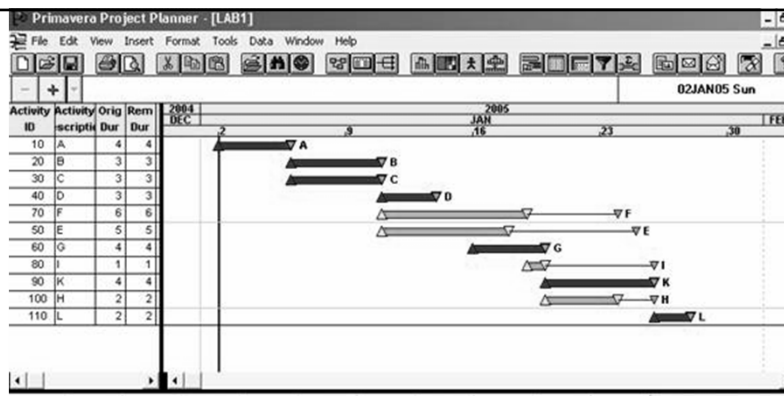 Primavera Project Planner - [LAB1]
File Edit View Insert Format Tools Data Window Help
02JAN05 Sun
Activity Activity Orig Rem 2004 2005
ID escripti Dur Dur DEC JAN FE
2 9 16 23 30
10 A 4 4 A
20 B 3 3 B
30 C 3 3 C
40 D 3 3 D
70 F 6 6 F
50 E 5 5 E
60 G 4 4 G
80 I 1 1 I
90 K 4 4 K
100 H 2 2 H
110 L 2 2 L